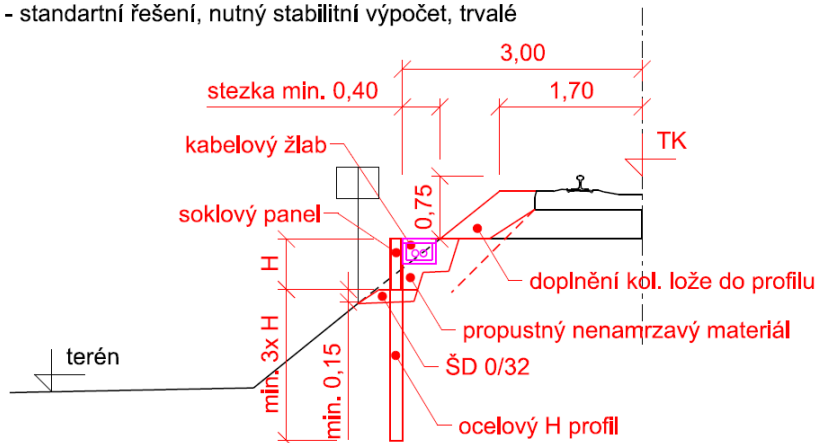 - standartní řešení, nutný stabilitní výpočet, trvalé
3,00
stezka min. 0,40
1,70
kabelový žlab
TK
soklový panel
0,75
H
doplnění kol. lože do profilu
propustný nenamrzavý materiál
terén
min. 3x H
min. 0,15
ŠD 0/32
ocelový H profil